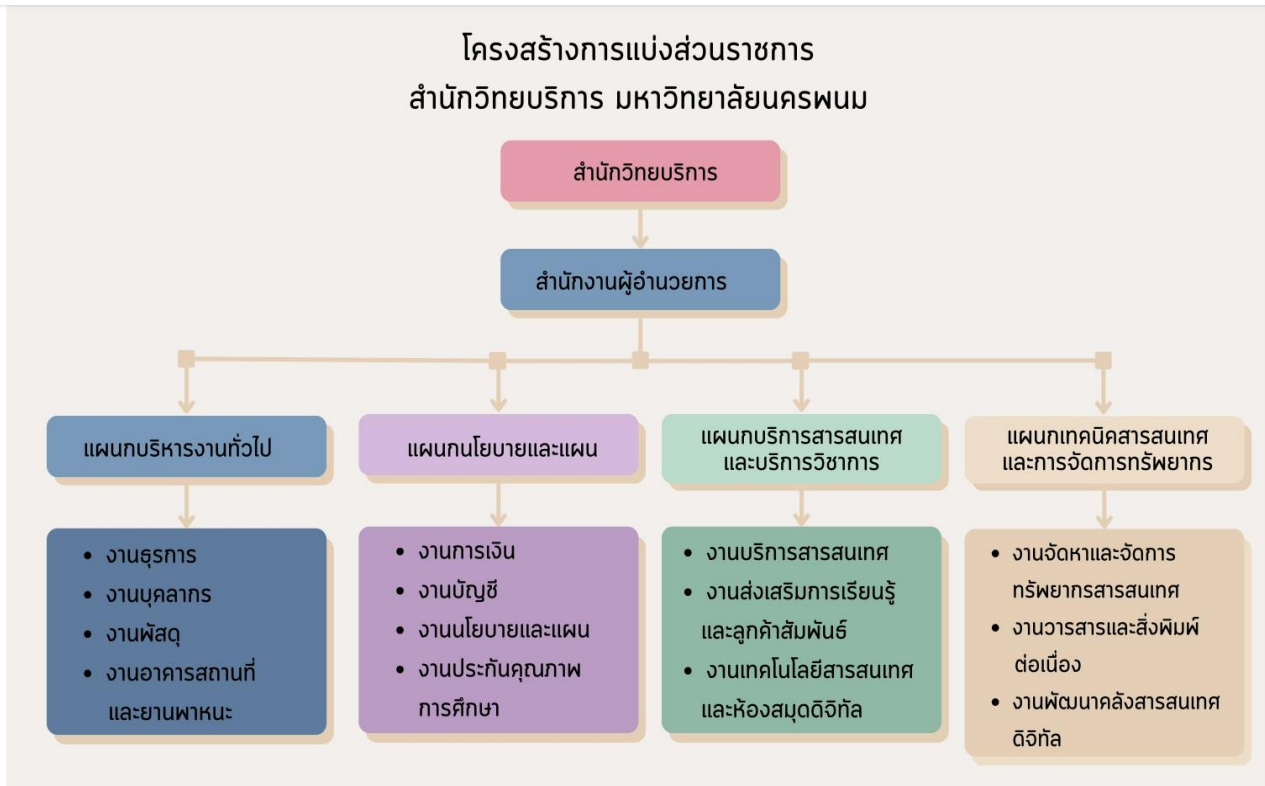 โครงสร้างการแบ่งส่วนราชการ
สำนักวิทยบริการ มหาวิทยาลัยนครพนม
สำนักวิทยบริการ
สำนักงานผู้อำนวยการ
แผนกบริหารงานทั่วไป
• งานธุรการ
• งานบุคลากร
• งานพัสดุ
• งานอาคารสถานที่
และยานพาหนะ
แผนกนโยบายและแผน
• งานการเงิน
• งานบัญชี
• งานนโยบายและแผน
• งานประกันคุณภาพ
การศึกษา
แผนกบริการสารสนเทศ
และบริการวิชาการ
• งานบริการสารสนเทศ
• งานส่งเสริมการเรียนรู้
และลูกค้าสัมพันธ์
• งานเทคโนโลยีสารสนเทศ
และห้องสมุดดิจิทัล
แผนกเทคนิคสารสนเทศ
และการจัดการทรัพยากร
• งานจัดหาและจัดการ
ทรัพยากรสารสนเทศ
• งานวารสารและสิ่งพิมพ์
ต่อเนื่อง
• งานพัฒนาคลังสารสนเทศ
ดิจิทัล